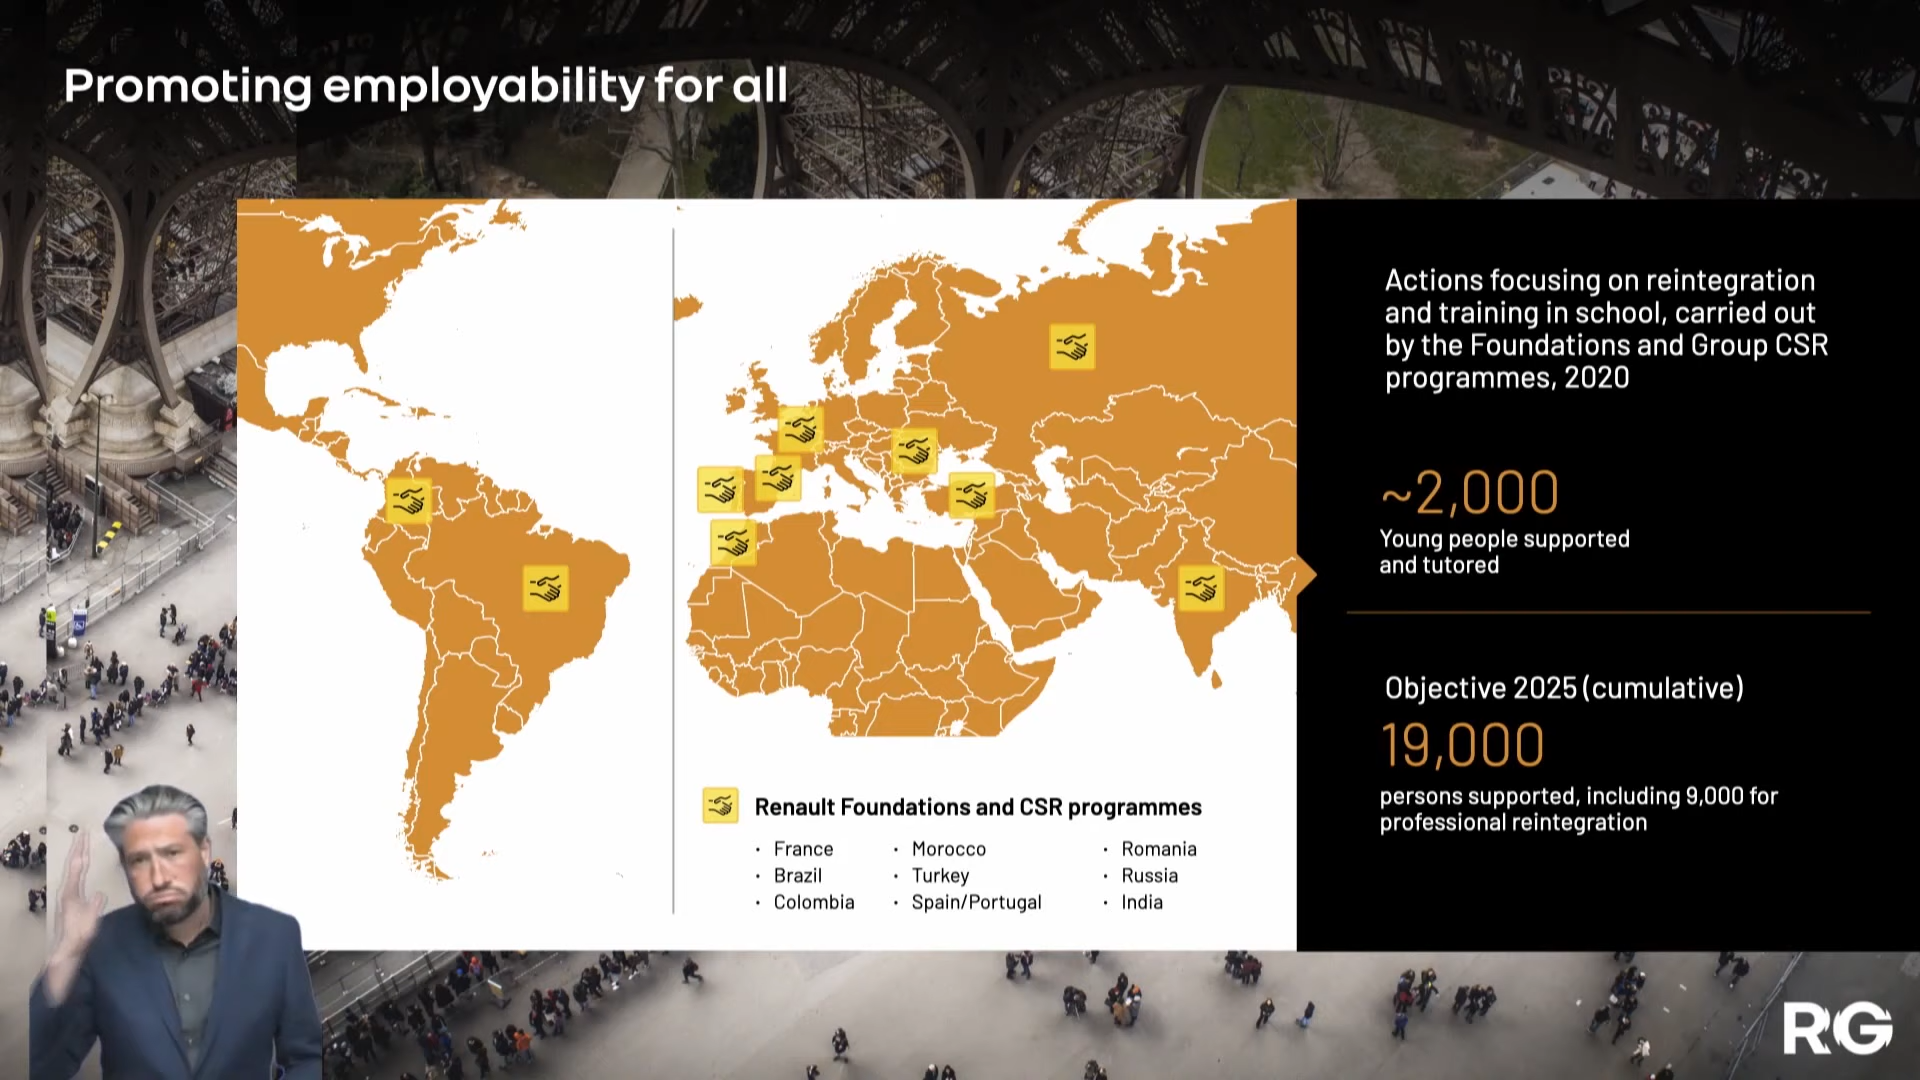 Promoting employability for all
Actions focusing on reintegration
and training in school, carried out
by the Foundations and Group CSR
programmes, 2020
~2,000
Young people supported
and tutored
Objective 2025 (cumulative)
19,000
persons supported, including 9,000 for
professional reintegration
Renault Foundations and CSR programmes
· France
· Brazil
· Colombia
· Morocco
· Turkey
· Spain/Portugal
· Romania
· Russia
· India
RG